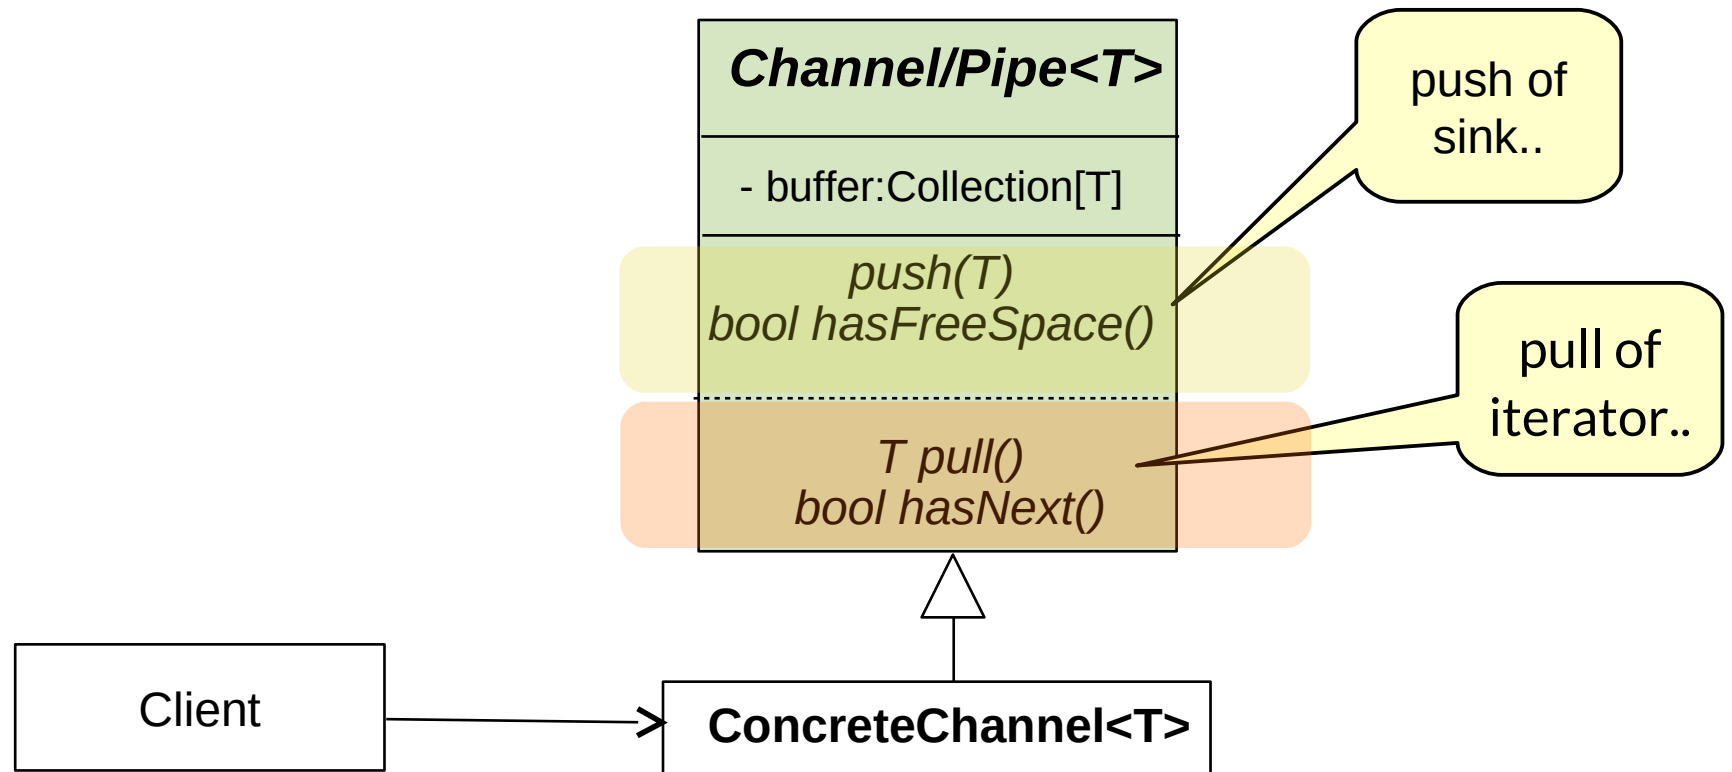 Channel/Pipe<T>
- buffer:Collection[T]
push(T)
bool hasFreeSpace()
T pull()
bool hasNext()
push of
sink..
pull of
iterator..
Client
ConcreteChannel<T>